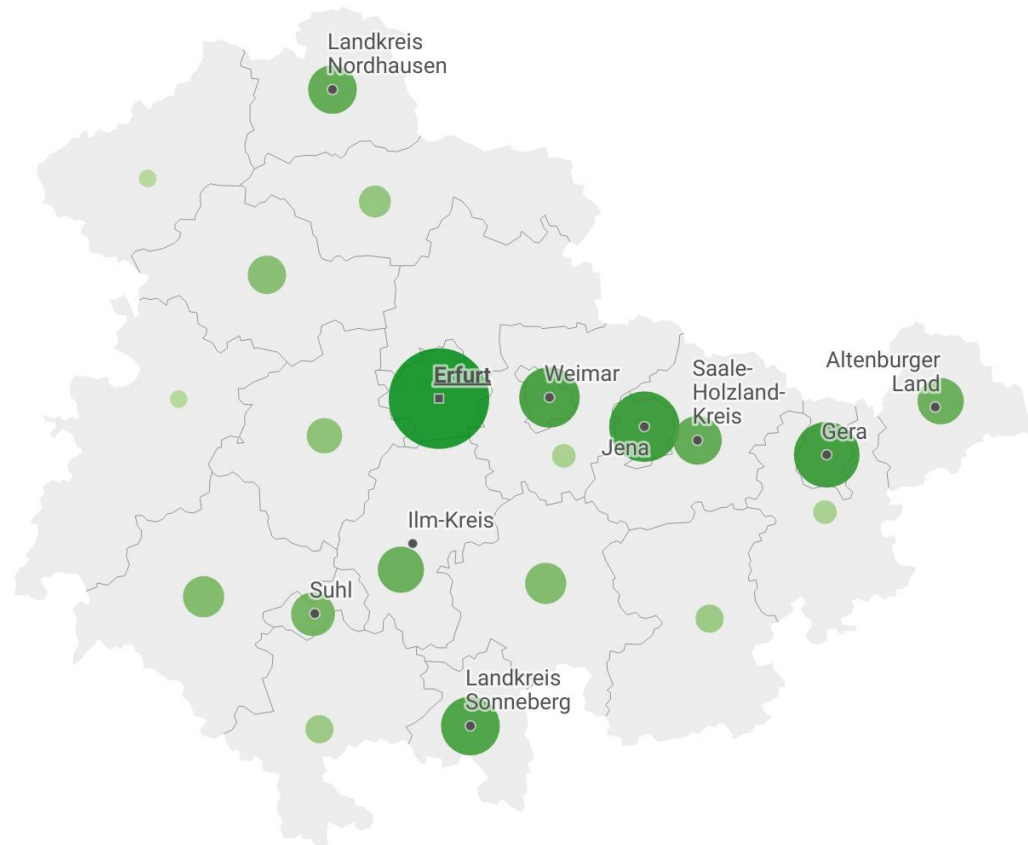 Landkreis
Nordhausen
Erfurt
Weimar
Saale-
Holzland-
Kreis
Altenburger
Land
Jena
Gera
Ilm-Kreis
Suhl
Landkreis
Sonneberg